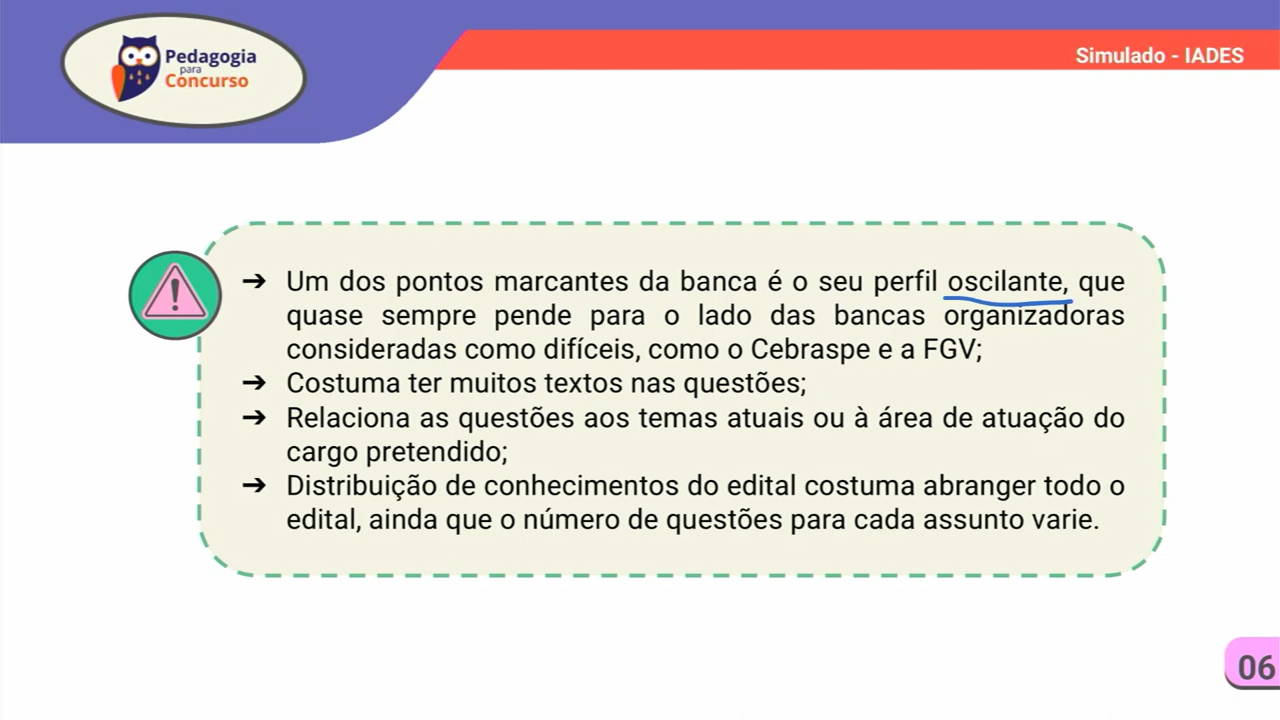 Pedagogia
para
Concurso
Simulado - IADES
➔ Um dos pontos marcantes da banca é o seu perfil oscilante, que
quase sempre pende para o lado das bancas organizadoras
consideradas como difíceis, como o Cebraspe e a FGV;
➔ Costuma ter muitos textos nas questões;
➔ Relaciona as questões aos temas atuais ou à área de atuação do
cargo pretendido;
➔ Distribuição de conhecimentos do edital costuma abranger todo o
edital, ainda que o número de questões para cada assunto varie.
06